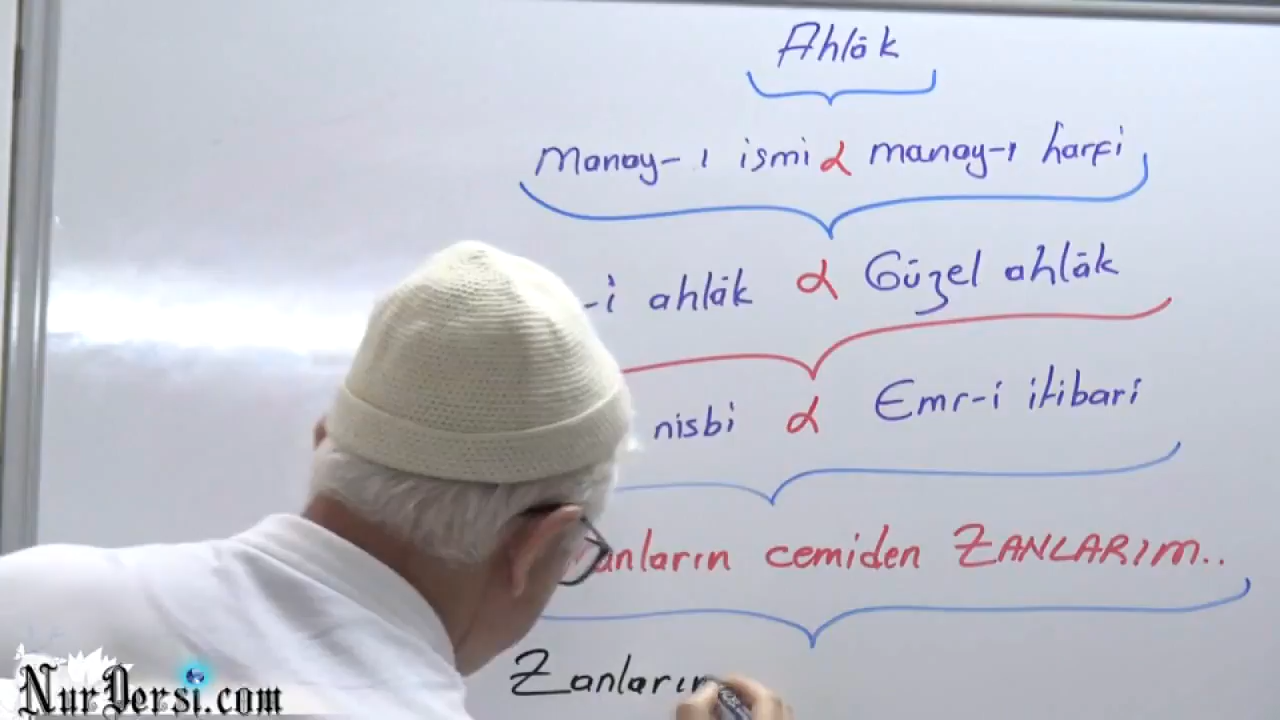 Ahlâk
Manay-ı ismi α manay-ı harfi
-i ahlâk α Güzel ahlâk
nisbi α Emr-i itibari
anların cemiden ZANLARIM..
Zanların
NurDersi.com